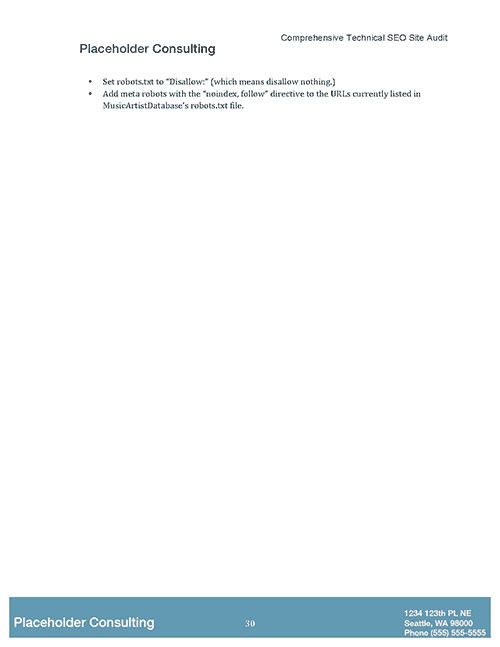 Comprehensive Technical SEO Site Audit
Placeholder Consulting
• Set robots.txt to "Disallow:" (which means disallow nothing.)
• Add meta robots with the "noindex, follow" directive to the URLs currently listed in
MusicArtistDatabase's robots.txt file.
1234 123th PL NE
Placeholder Consulting 30 Seattle, WA 98000
Phone (555) 555-5555